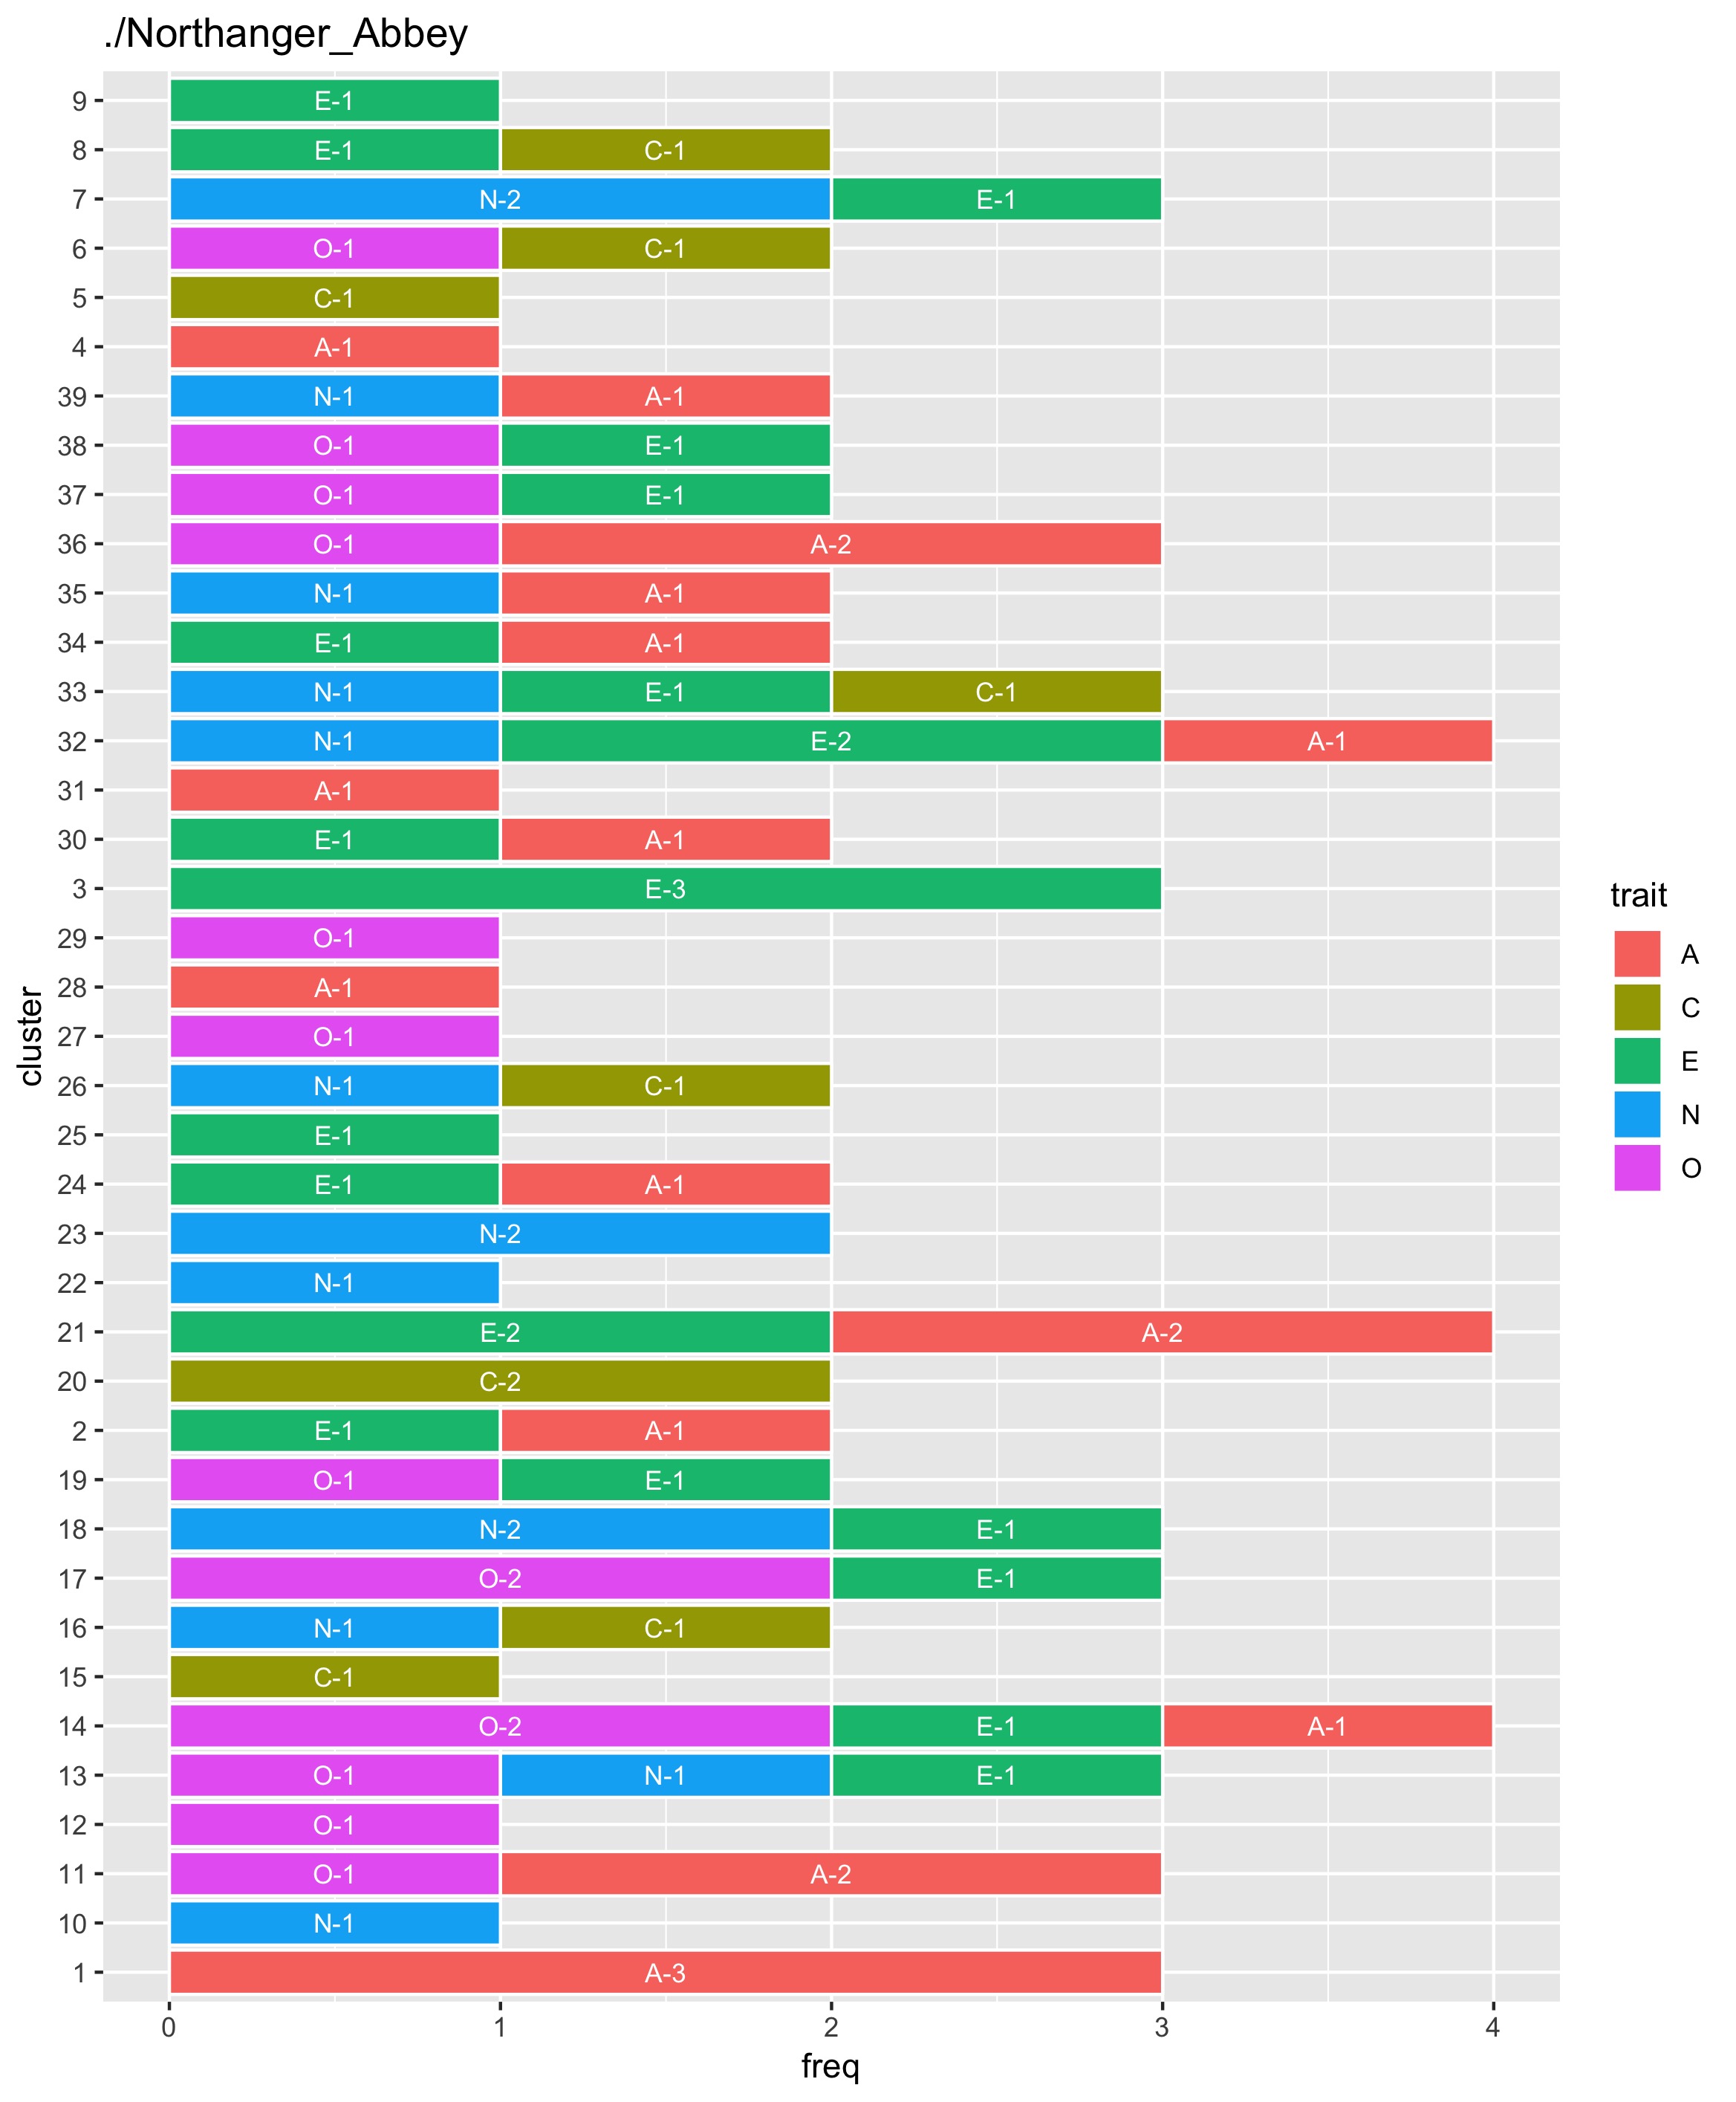 ./Northanger_Abbey
9 E-1
8 E-1 C-1
7 N-2 E-1
6 O-1 C-1
5 C-1
4 A-1
39 N-1 A-1
38 O-1 E-1
37 O-1 E-1
36 O-1 A-2
35 N-1 A-1
34 E-1 A-1
33 N-1 E-1 C-1
32 N-1 E-2 A-1
31 A-1
30 E-1 A-1
3 E-3
29 O-1
28 A-1
27 O-1
26 N-1 C-1
25 E-1
24 E-1 A-1
23 N-2
22 N-1
21 E-2 A-2
20 C-2
2 E-1 A-1
19 O-1 E-1
18 N-2 E-1
17 O-2 E-1
16 N-1 C-1
15 C-1
14 O-2 E-1 A-1
13 O-1 N-1 E-1
12 O-1
11 O-1 A-2
10 N-1
1 A-3
0 1 2 3 4
freq
cluster
trait
A
C
E
N
O